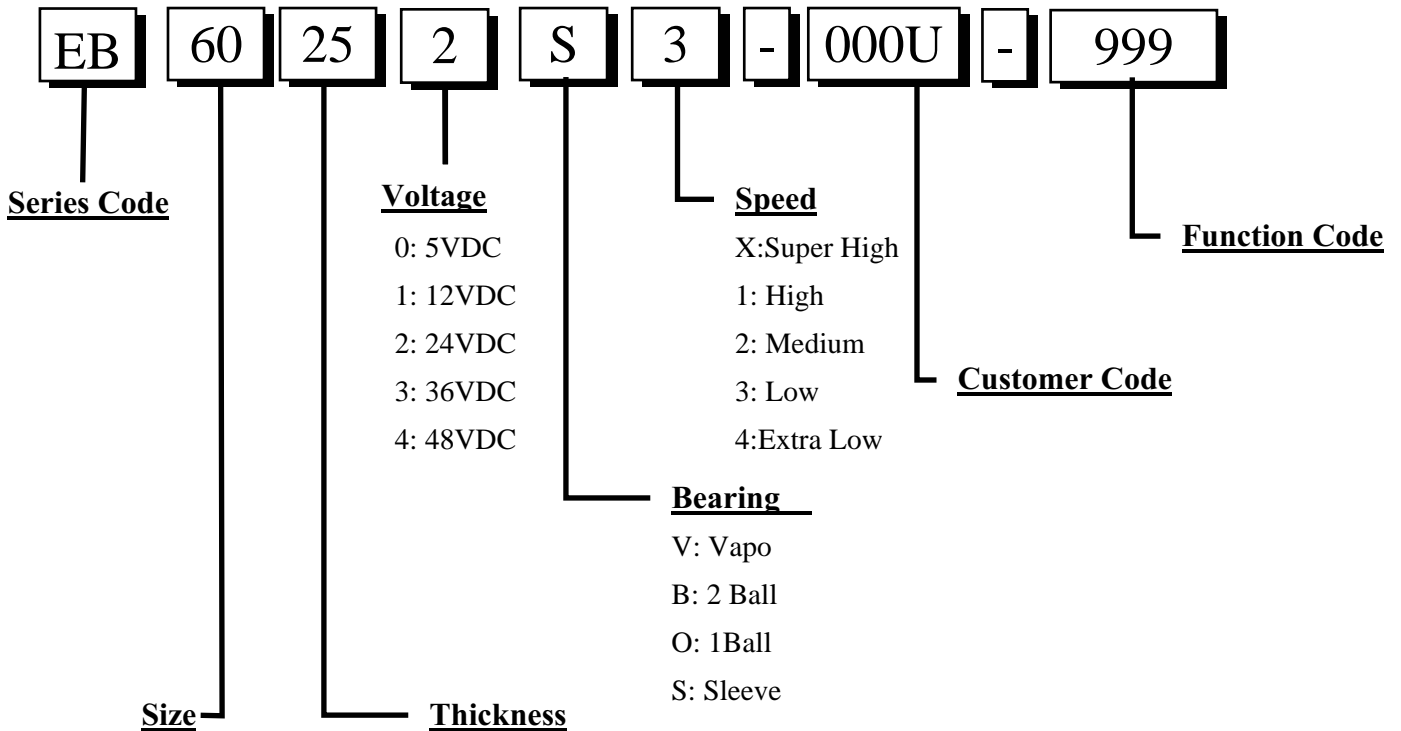 EB 60 25 2 S 3 - 000U - 999
Series Code
Voltage
0: 5VDC
1: 12VDC
2: 24VDC
3: 36VDC
4: 48VDC
Speed
X:Super High
1: High
2: Medium
3: Low
4:Extra Low
Function Code
Customer Code
Bearing
V: Vapo
B: 2 Ball
O: 1Ball
S: Sleeve
Size
Thickness